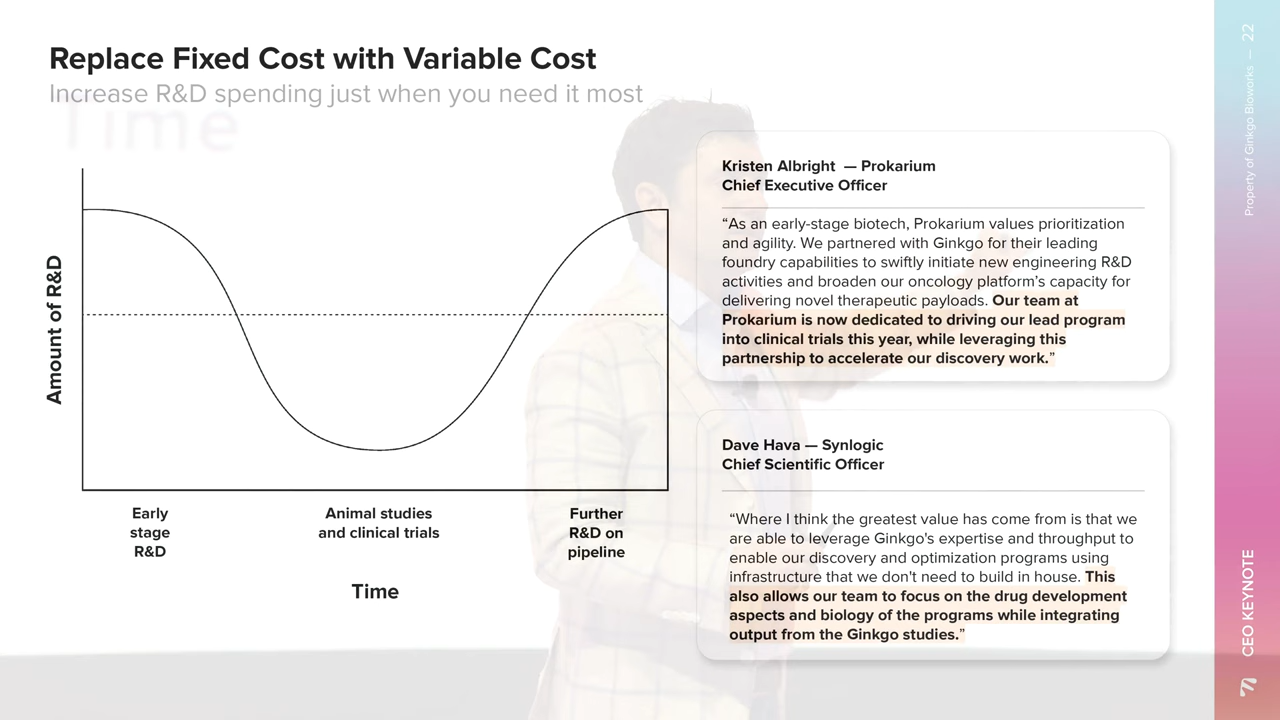 Replace Fixed Cost with Variable Cost
Increase R&D spending just when you need it most
Time
Amount of R&D
Early
stage
R&D
Animal studies
and clinical trials
Further
R&D on
pipeline
Time
Kristen Albright — Prokarium
Chief Executive Officer
“As an early-stage biotech, Prokarium values prioritization
and agility. We partnered with Ginkgo for their leading
foundry capabilities to swiftly initiate new engineering R&D
activities and broaden our oncology platform’s capacity for
delivering novel therapeutic payloads. Our team at
Prokarium is now dedicated to driving our lead program
into clinical trials this year, while leveraging this
partnership to accelerate our discovery work.”
Dave Hava — Synlogic
Chief Scientific Officer
“Where I think the greatest value has come from is that we
are able to leverage Ginkgo's expertise and throughput to
enable our discovery and optimization programs using
infrastructure that we don't need to build in house. This
also allows our team to focus on the drug development
aspects and biology of the programs while integrating
output from the Ginkgo studies.”
Property of Ginkgo Bioworks — 22
CEO KEYNOTE